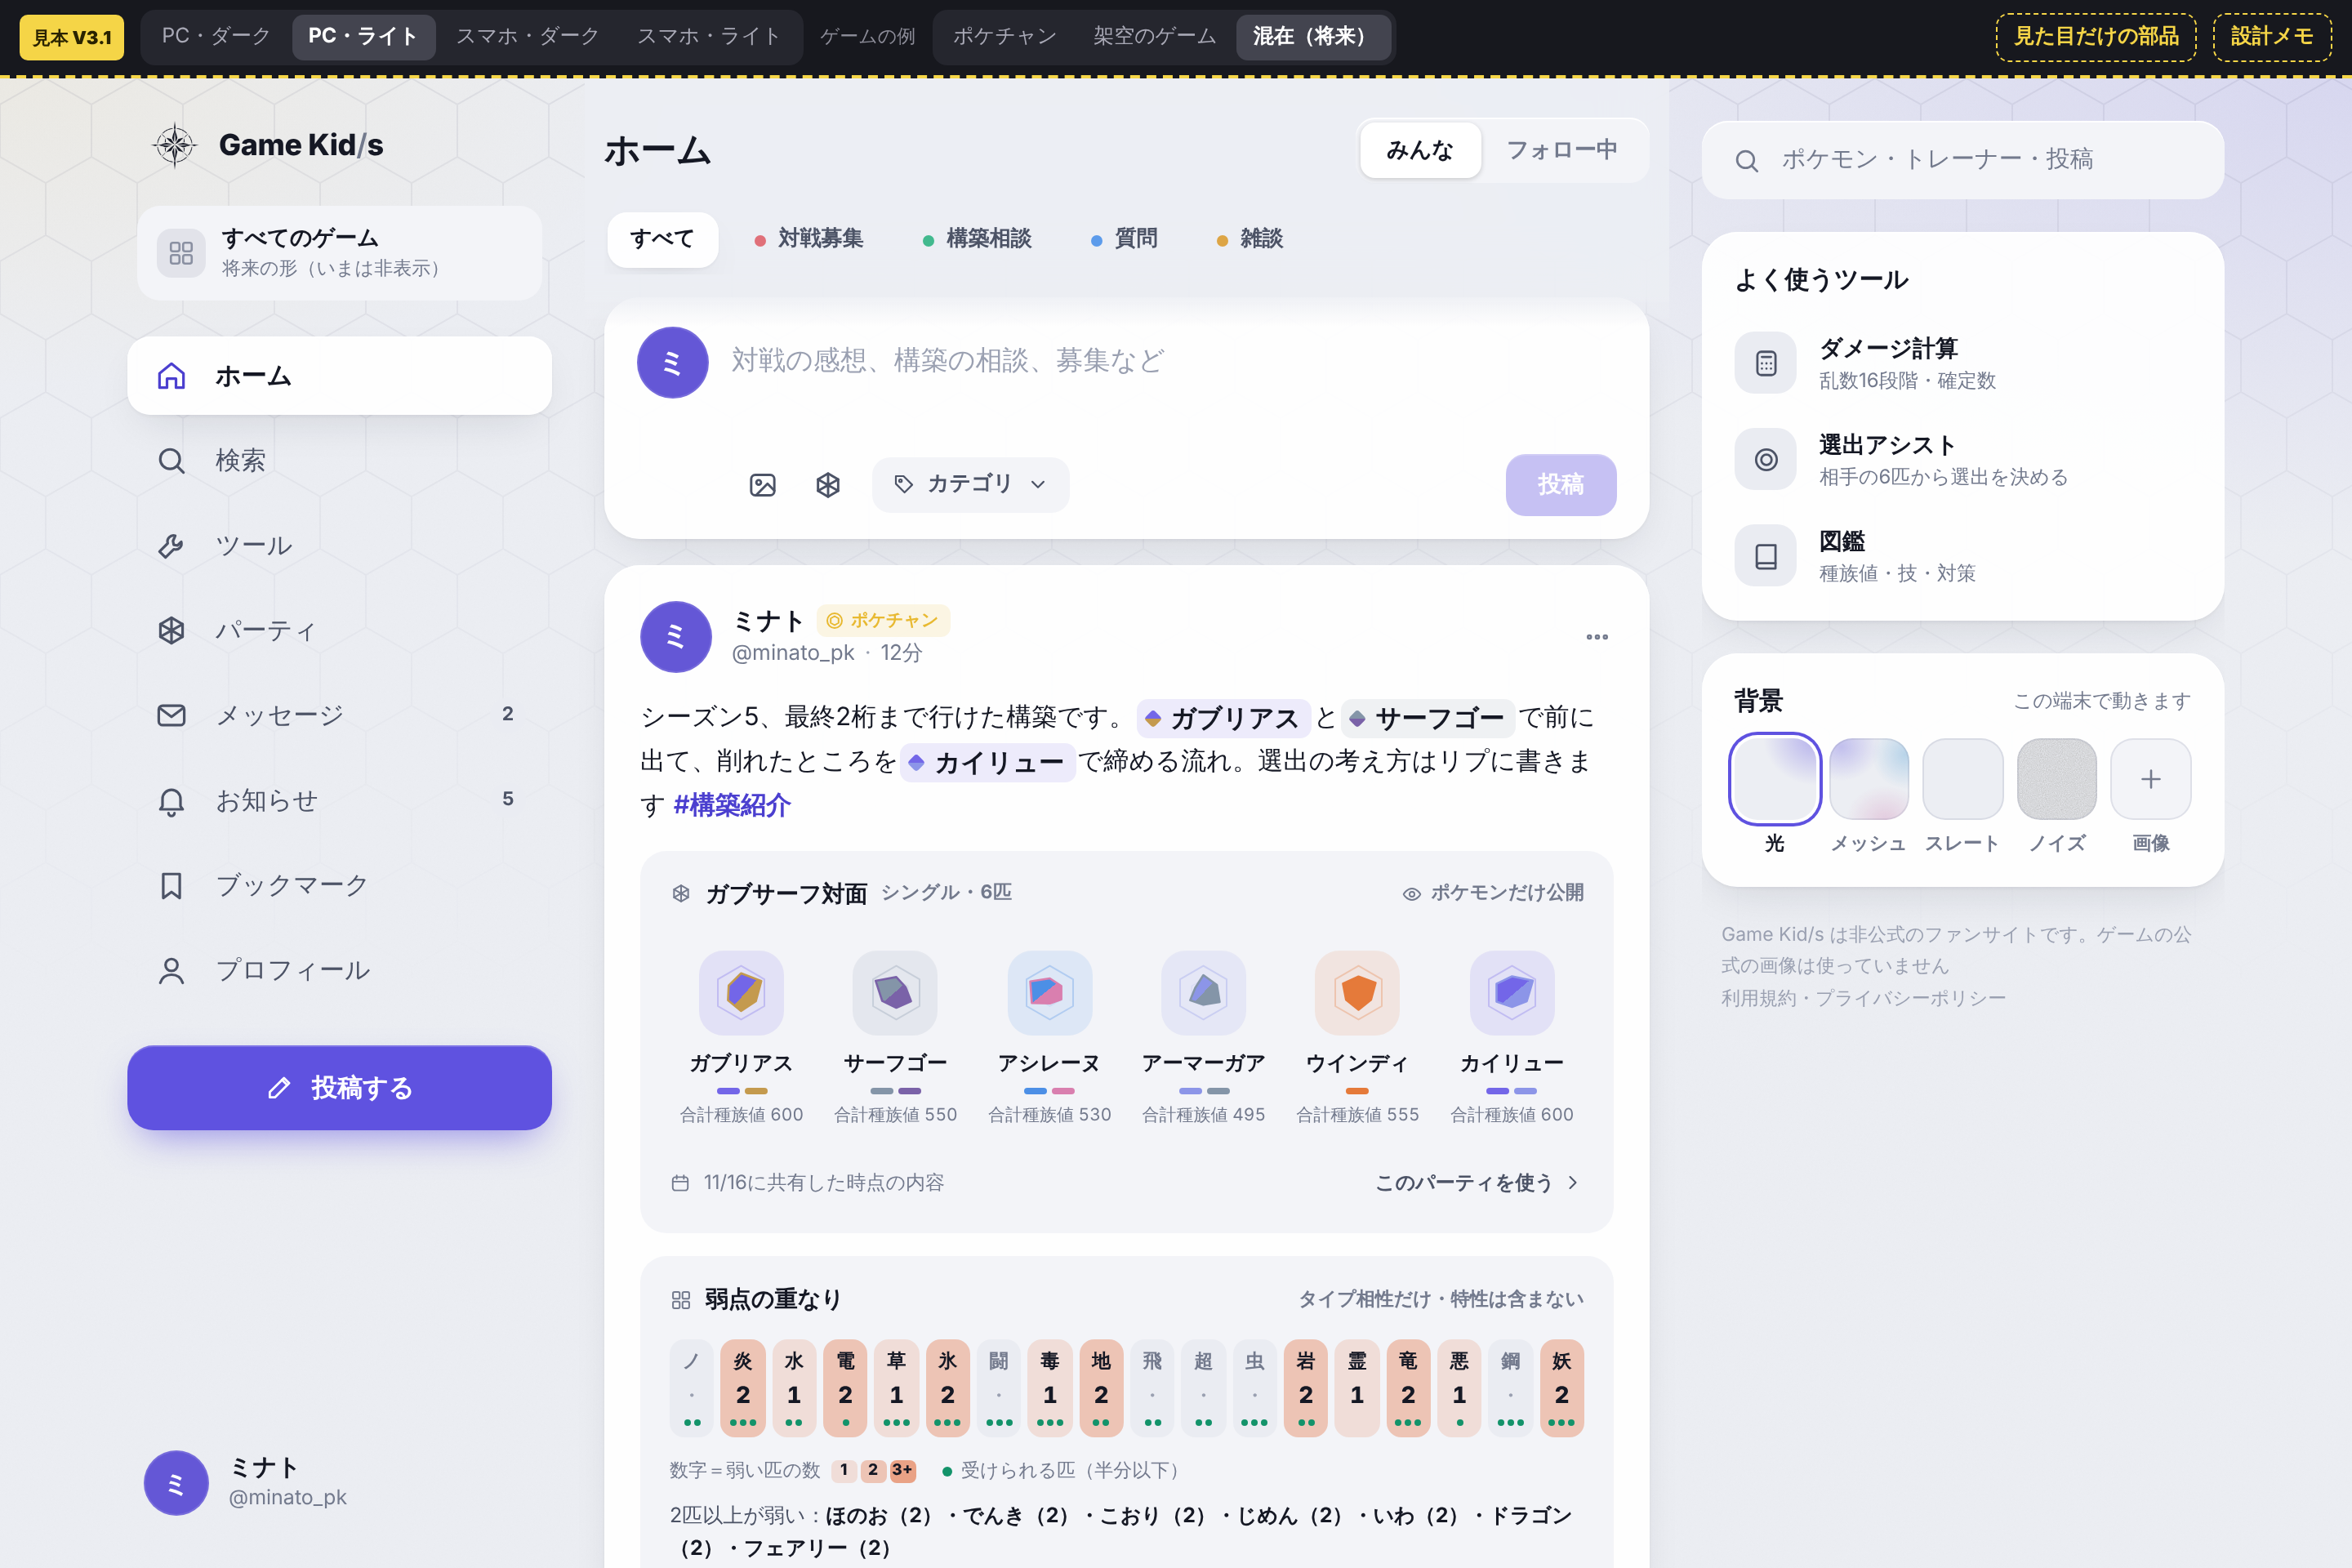 見本 V3.1
PC・ダーク
PC・ライト
スマホ・ダーク
スマホ・ライト
ゲームの例
ポケチャン
架空のゲーム
混在（将来）
見た目だけの部品
設計メモ
Game Kid/s
すべてのゲーム
将来の形（いまは非表示）
ホーム
検索
ツール
パーティ
メッセージ 2
お知らせ 5
ブックマーク
プロフィール
投稿する
ミ
ミナト
@minato_pk
ホーム
みんな
フォロー中
すべて
対戦募集
構築相談
質問
雑談
ミ
対戦の感想、構築の相談、募集など
カテゴリ
投稿
ミ
ミナト
ポケチャン
@minato_pk · 12分
シーズン5、最終2桁まで行けた構築です。ガブリアスとサーフゴーで前に
出て、削れたところをカイリューで締める流れ。選出の考え方はリプに書きま
す #構築紹介
ガブサーフ対面 シングル・6匹
ポケモンだけ公開
ガブリアス サーフゴー アシレーヌ アーマーガア ウインディ カイリュー
合計種族値 600 合計種族値 550 合計種族値 530 合計種族値 495 合計種族値 555 合計種族値 600
11/16に共有した時点の内容
このパーティを使う
弱点の重なり
タイプ相性だけ・特性は含まない
ノ 炎 水 電 草 氷 闘 毒 地 飛 超 虫 岩 霊 竜 悪 鋼 妖
· 2 1 2 1 2 · 1 2 · · · 2 1 2 1 · 2
数字＝弱い匹の数 1 2 3+ 受けられる匹（半分以下）
2匹以上が弱い：ほのお（2）・でんき（2）・こおり（2）・じめん（2）・いわ（2）・ドラゴン
（2）・フェアリー（2）
ポケモン・トレーナー・投稿
よく使うツール
ダメージ計算
乱数16段階・確定数
選出アシスト
相手の6匹から選出を決める
図鑑
種族値・技・対策
背景
この端末で動きます
光 メッシュ スレート ノイズ 画像
Game Kid/s は非公式のファンサイトです。ゲームの公
式の画像は使っていません
利用規約・プライバシーポリシー